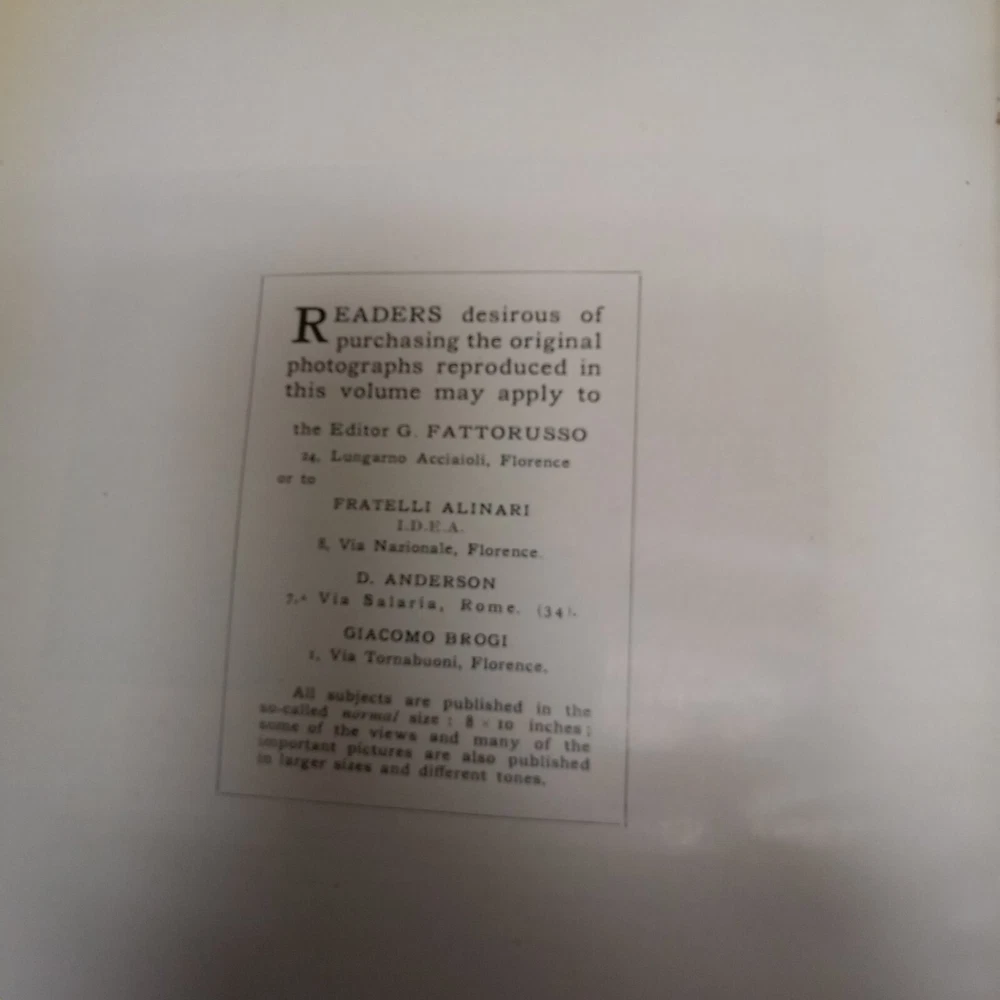 READERS desirous of
purchasing the original
photographs reproduced in
this volume may apply to
the Editor G. FATTORUSSO
24, Lungarno Acciaioli, Florence
or to
FRATELLI ALINARI
I.D.E.A.
8, Via Nazionale, Florence.
D. ANDERSON
Via Salaria, Rome. (34).
GIACOMO BROGI
1, Via Tornabuoni, Florence.
All subjects are published in the
so-called normal size: 8 × 10 inches;
some of the views and many of the
important pictures are also published
in larger sizes and different tones.